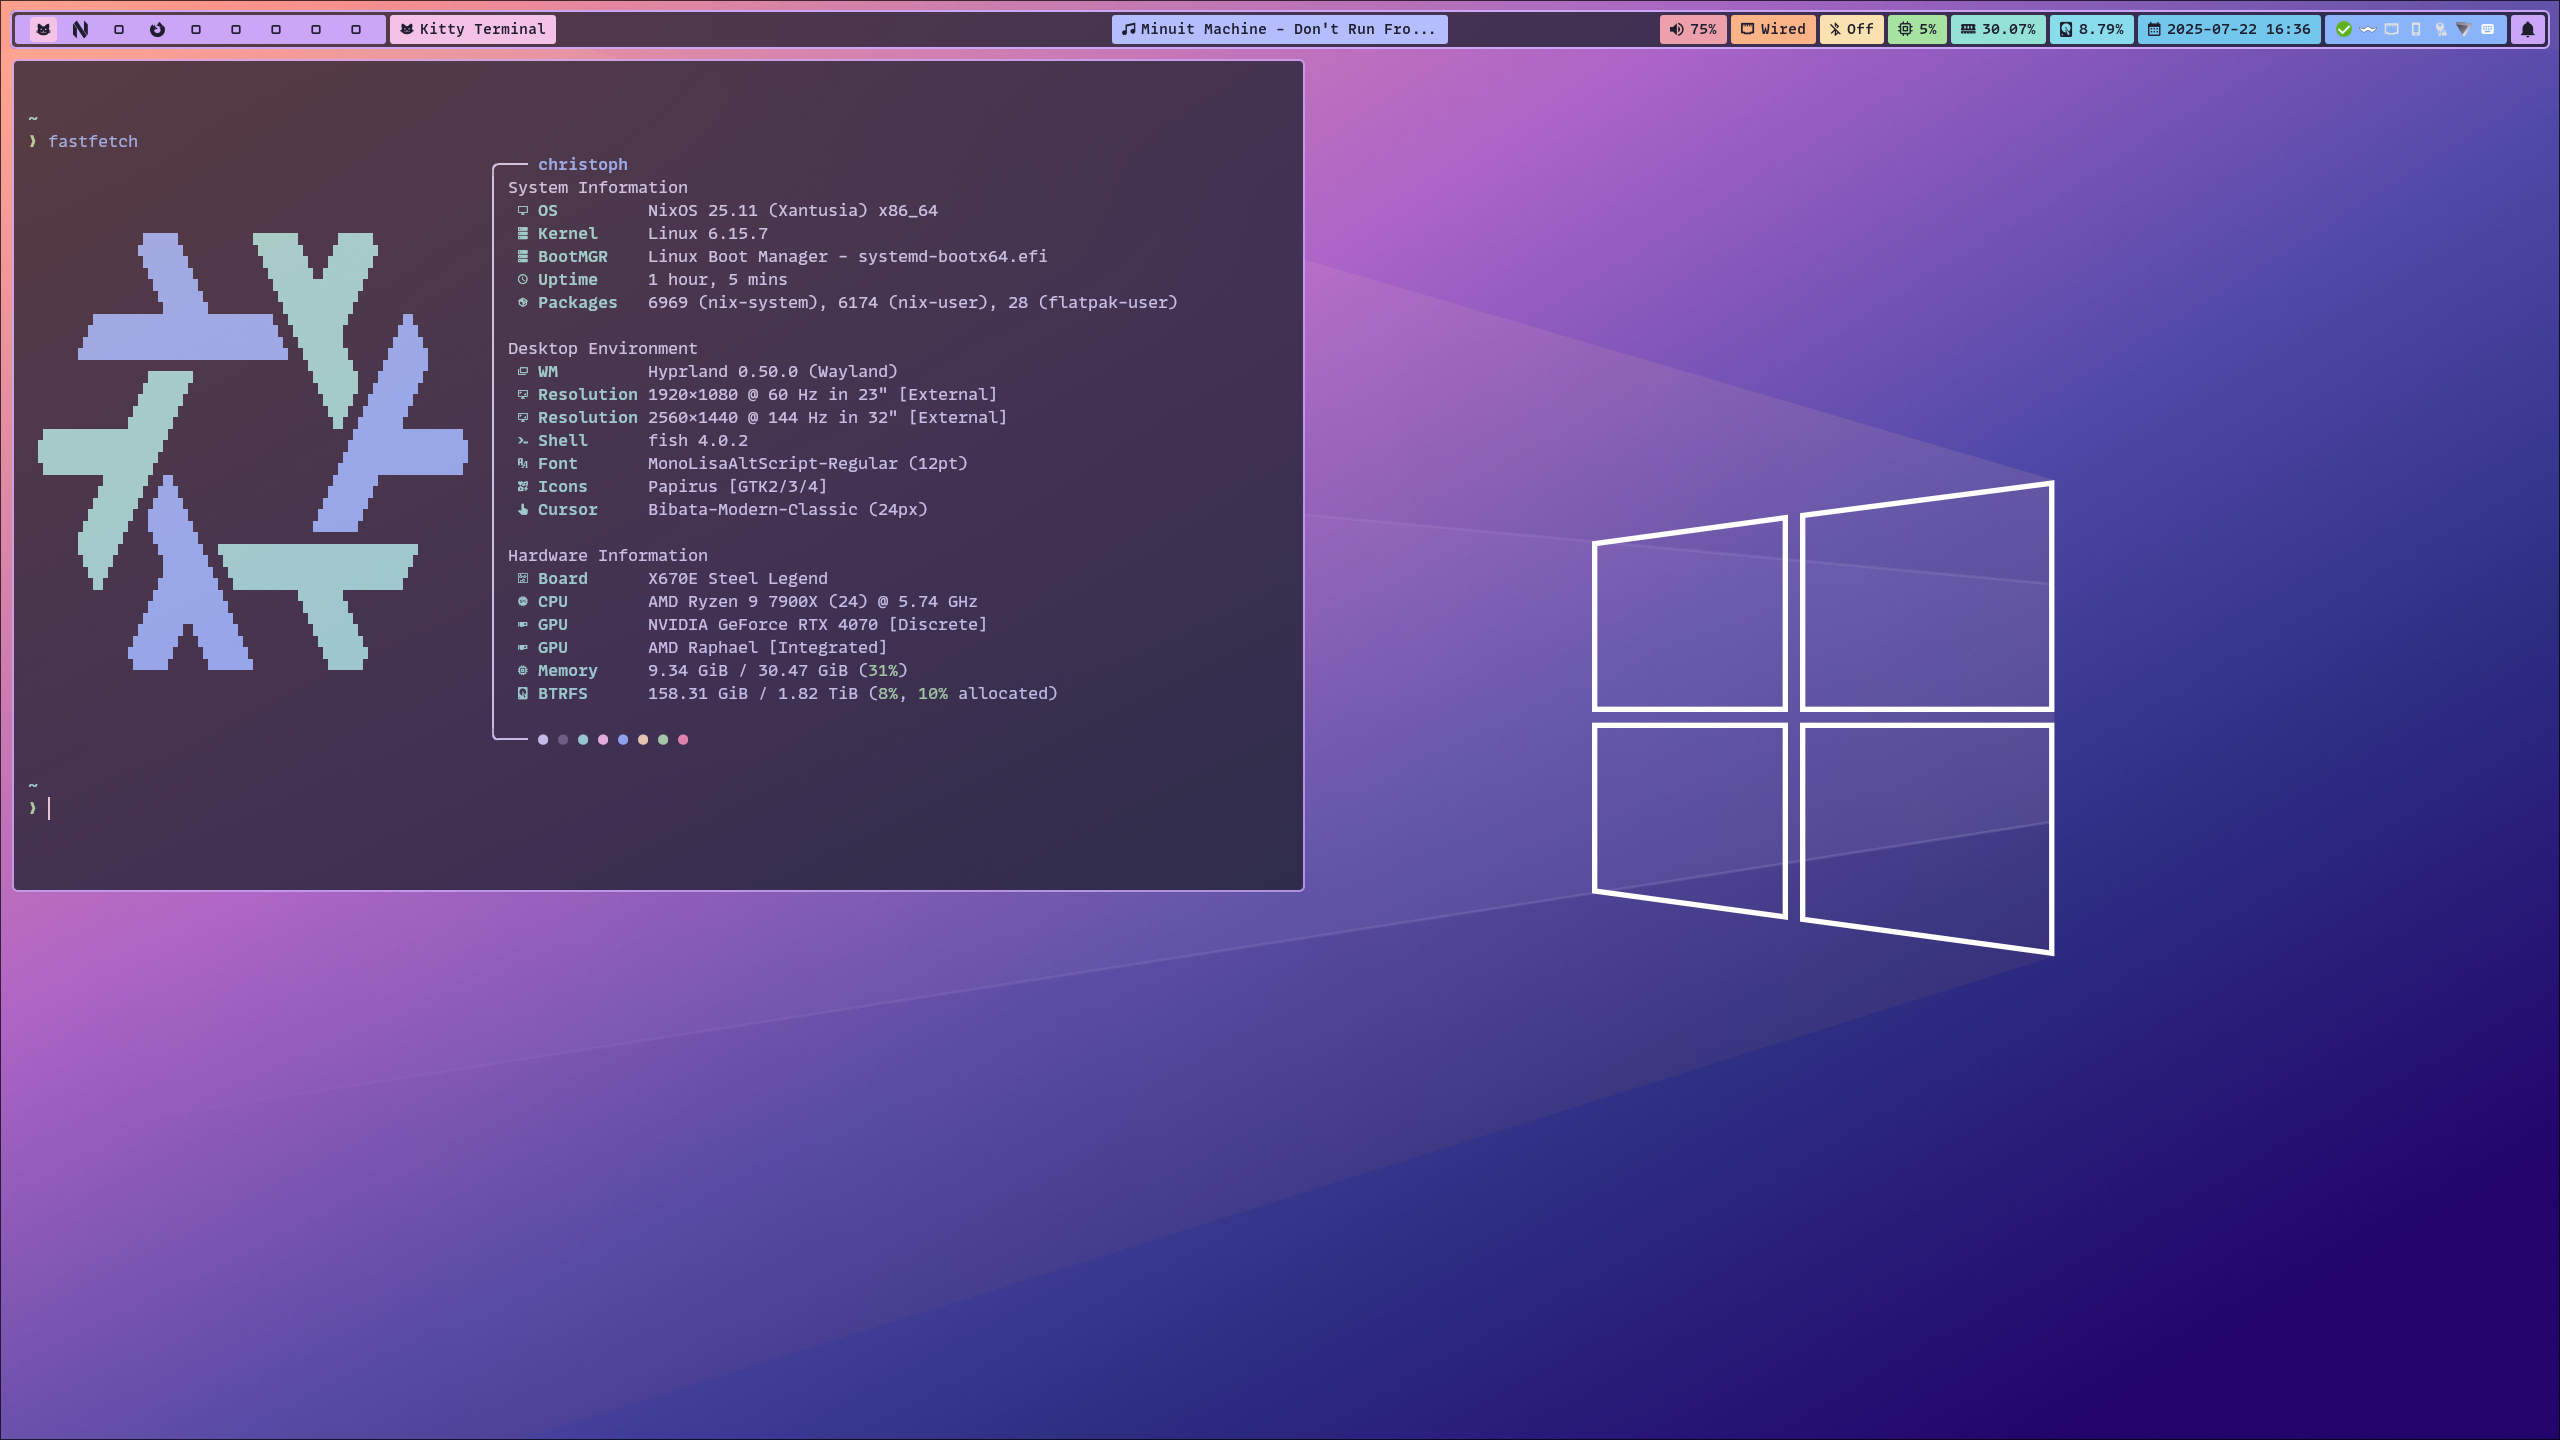 Kitty Terminal
Minuit Machine - Don't Run Fro...
75%
Wired
Off
5%
30.07%
8.79%
2025-07-22 16:36
~
❯ fastfetch
christoph
System Information
OS NixOS 25.11 (Xantusia) x86_64
Kernel Linux 6.15.7
BootMGR Linux Boot Manager - systemd-bootx64.efi
Uptime 1 hour, 5 mins
Packages 6969 (nix-system), 6174 (nix-user), 28 (flatpak-user)
Desktop Environment
WM Hyprland 0.50.0 (Wayland)
Resolution 1920×1080 @ 60 Hz in 23" [External]
Resolution 2560×1440 @ 144 Hz in 32" [External]
Shell fish 4.0.2
Font MonoLisaAltScript-Regular (12pt)
Icons Papirus [GTK2/3/4]
Cursor Bibata-Modern-Classic (24px)
Hardware Information
Board X670E Steel Legend
CPU AMD Ryzen 9 7900X (24) @ 5.74 GHz
GPU NVIDIA GeForce RTX 4070 [Discrete]
GPU AMD Raphael [Integrated]
Memory 9.34 GiB / 30.47 GiB (31%)
BTRFS 158.31 GiB / 1.82 TiB (8%, 10% allocated)
~
❯